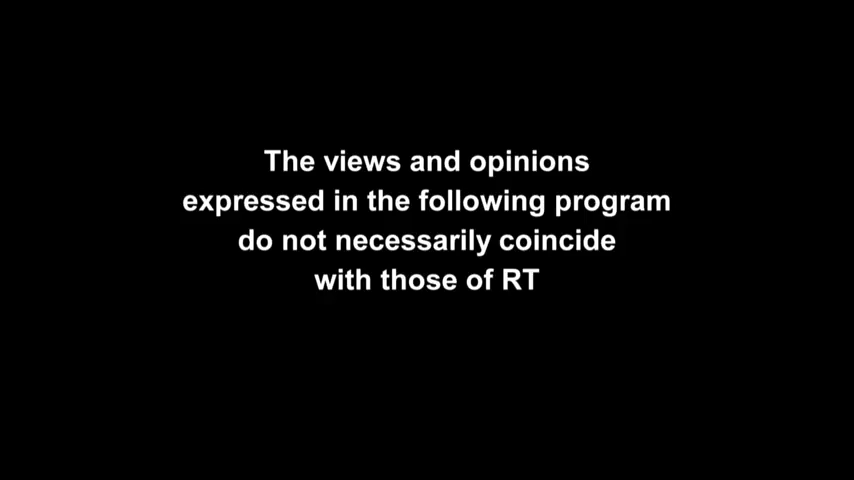 The views and opinions
expressed in the following program
do not necessarily coincide
with those of RT